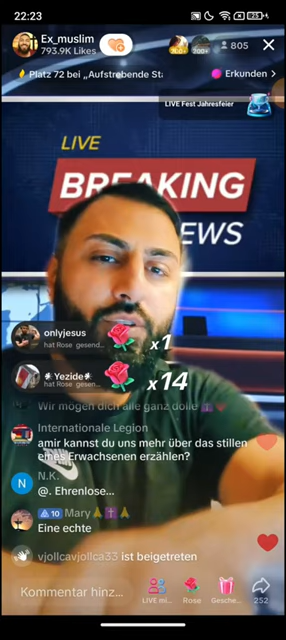 22:23
25
Ex_muslim
793.9K Likes
200+
200+
805
Platz 72 bei „Aufstrebende St
Erkunden >
LIVE Fest Jahresfeier
LIVE
BREAKING
EWS
onlyjesus
hat Rose gesend...
x1
Yezide
hat Rose gesen...
x14
Wir mögen dich alle ganz dolle
Internationale Legion
amir kannst du uns mehr über das stillen
eines Erwachsenen erzählen?
N
N.K.
@. Ehrenlose...
10 Mary
Eine echte
vjollcavjollca33 ist beigetreten
Kommentar hinz...
LIVE mi...
Rose
Gesche...
252